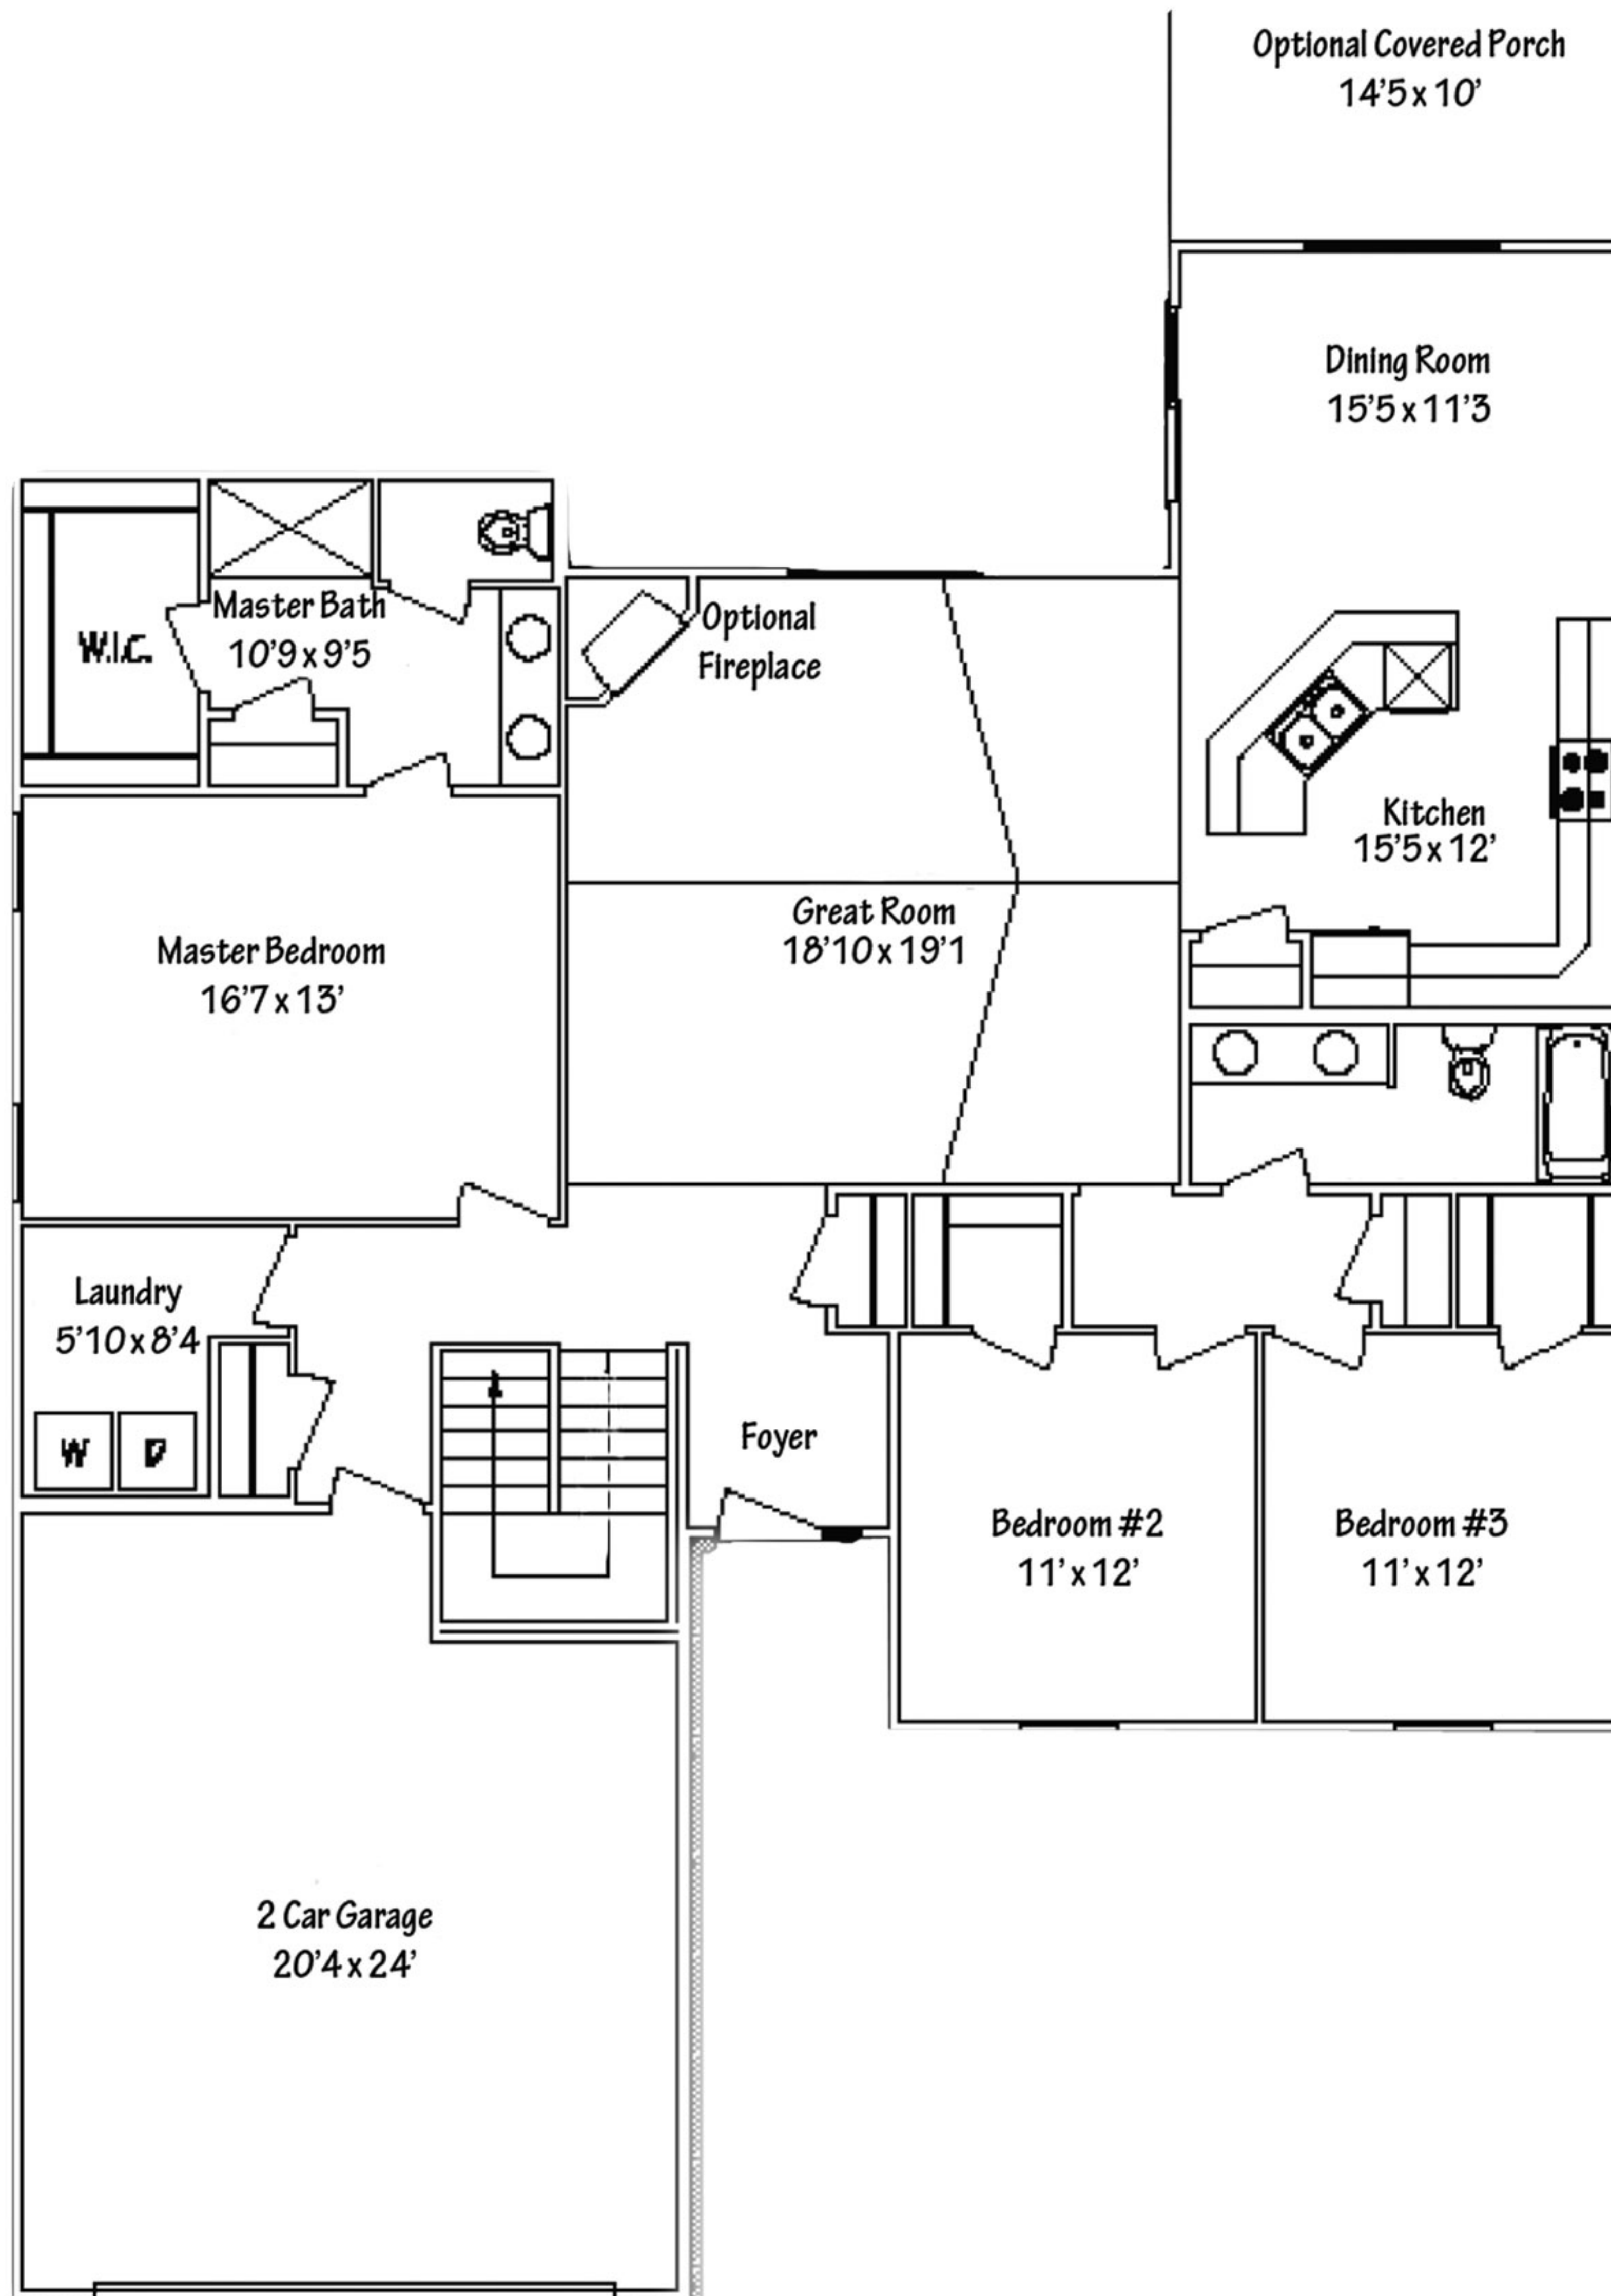 Optional Covered Porch
14'5 x 10'
Dining Room
15'5 x 11'3
Master Bath
10'9 x 9'5
W.I.C.
Optional
Fireplace
Kitchen
15'5 x 12'
Great Room
18'10 x 19'1
Master Bedroom
16'7 x 13'
Laundry
5'10 x 8'4
W D
Foyer
Bedroom #2
11' x 12'
Bedroom #3
11' x 12'
2 Car Garage
20'4 x 24'